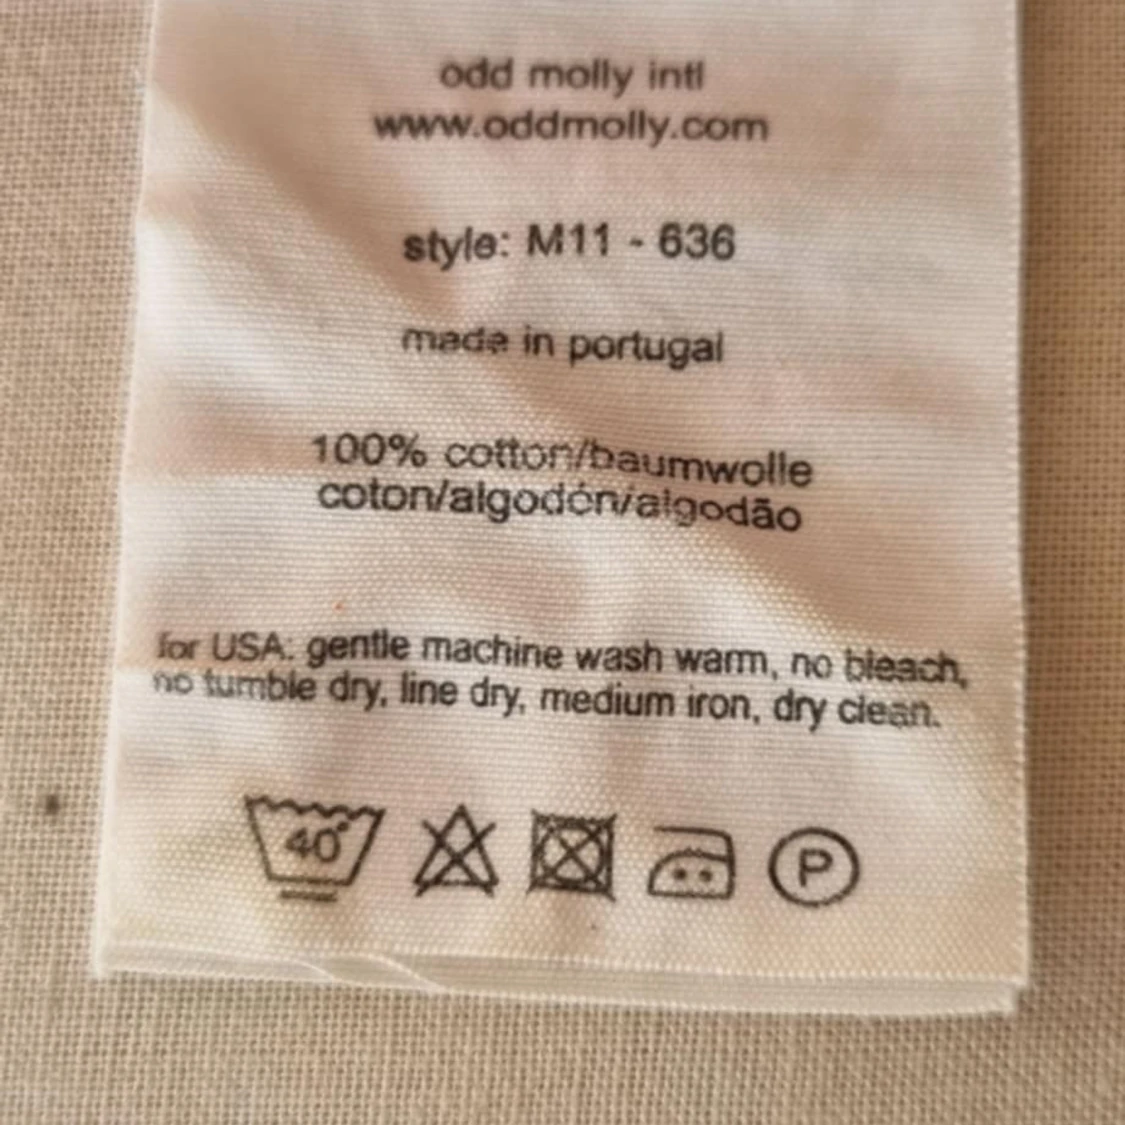 odd molly intl
www.oddmolly.com
style: M11 - 636
made in portugal
100% cotton/baumwolle
coton/algodón/algodão
for USA: gentle machine wash warm, no bleach,
no tumble dry, line dry, medium iron, dry clean.
40° P